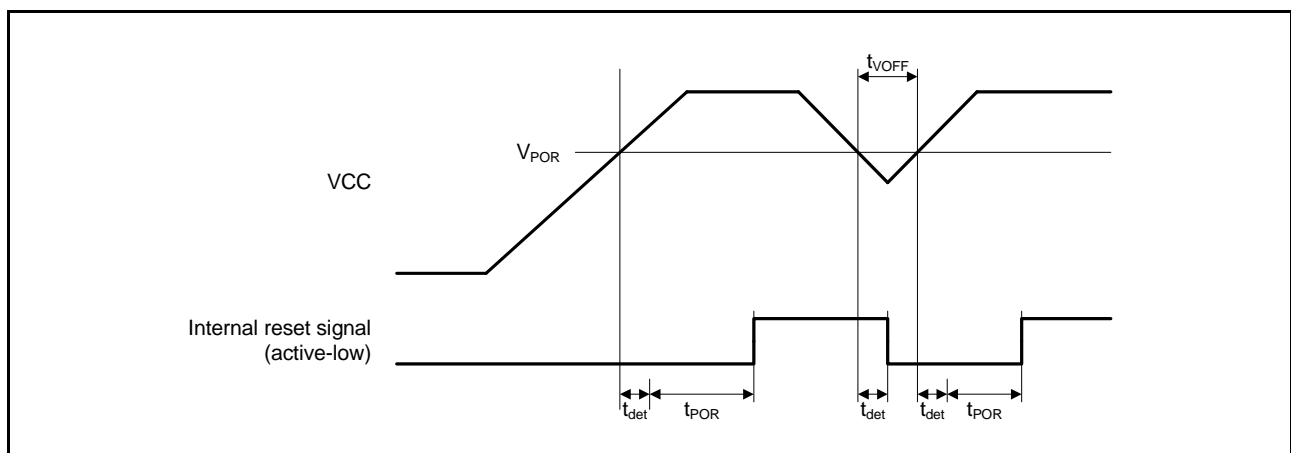 tVOFF
VPOR
VCC
Internal reset signal
(active-low)
tdet
tPOR
tdet
tdet
tPOR